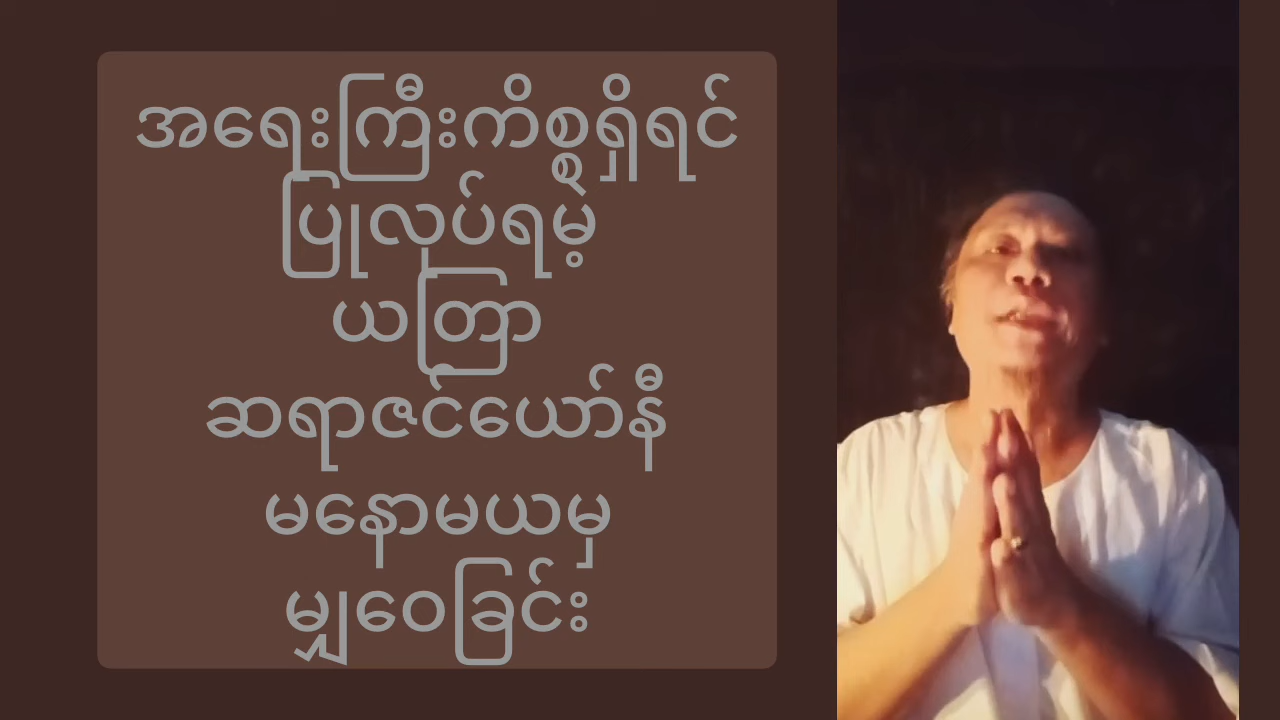 အရေးကြီးကိစ္စရှိရင်
ပြုလုပ်ရမဲ့
ယတြာ
ဆရာဇင်ယော်နီ
မနောမယမှ
မျှဝေခြင်း